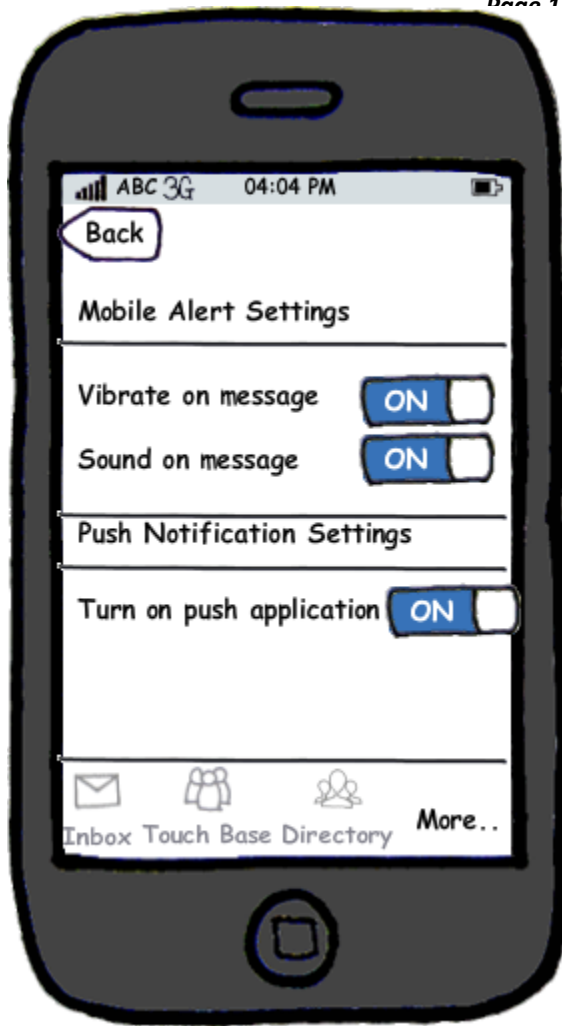 Page 1
ABC 3G 04:04 PM
Back
Mobile Alert Settings
Vibrate on message ON
Sound on message ON
Push Notification Settings
Turn on push application ON
Inbox Touch Base Directory More..